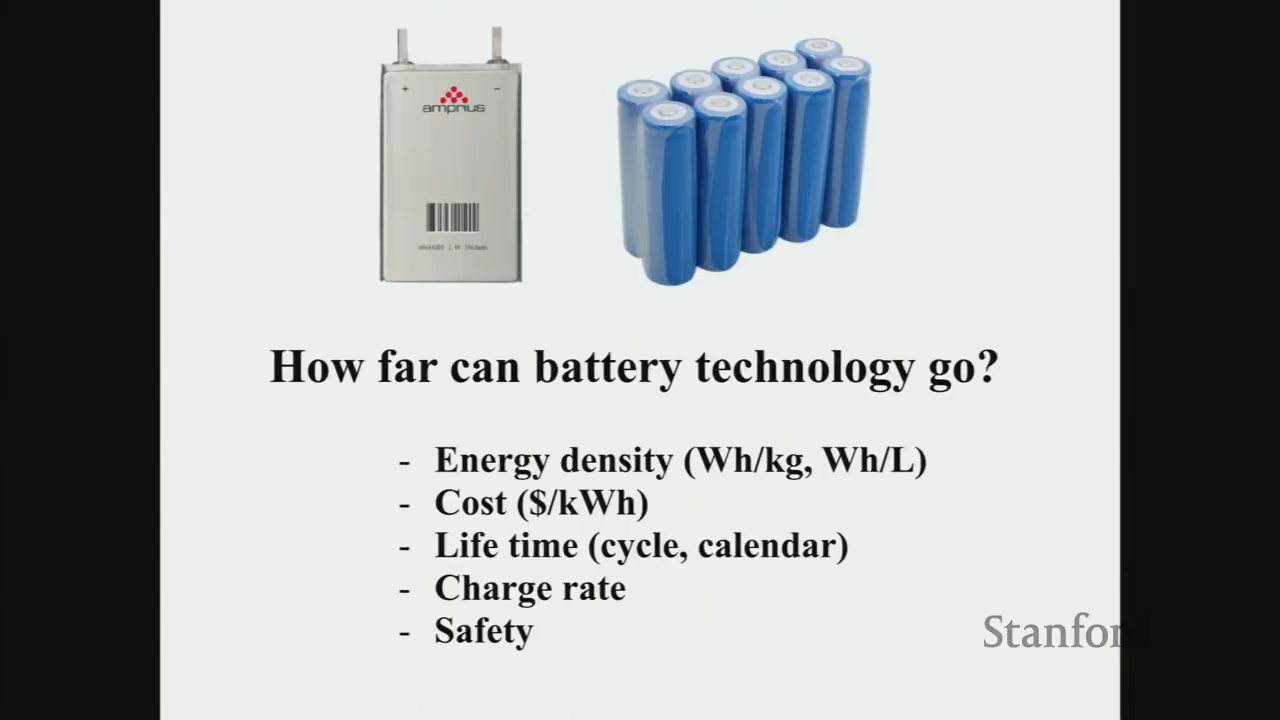 + -
amprius
How far can battery technology go?
- Energy density (Wh/kg, Wh/L)
- Cost ($/kWh)
- Life time (cycle, calendar)
- Charge rate
- Safety
Stanford